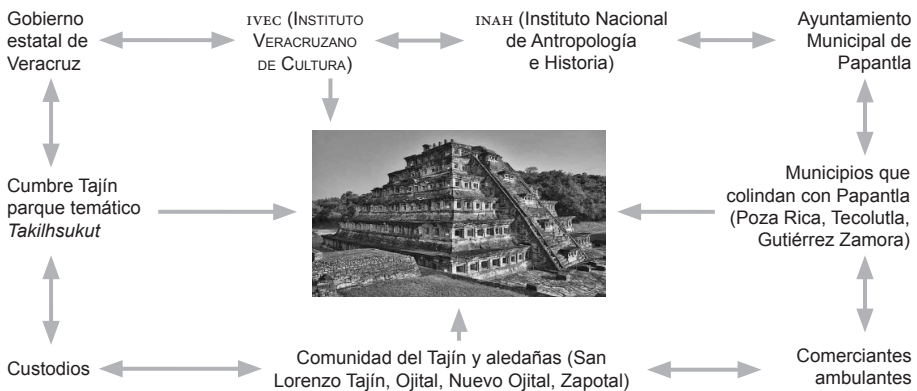 Gobierno
estatal de
Veracruz
IVEC (Instituto
Veracruzano
de Cultura)
INAH (Instituto Nacional
de Antropología
e Historia)
Ayuntamiento
Municipal de
Papantla
Cumbre Tajín
parque temático
Takilhsukut
Municipios que
colindan con Papantla
(Poza Rica, Tecolutla,
Gutiérrez Zamora)
Custodios
Comunidad del Tajín y aledañas (San
Lorenzo Tajín, Ojital, Nuevo Ojital, Zapotal)
Comerciantes
ambulantes